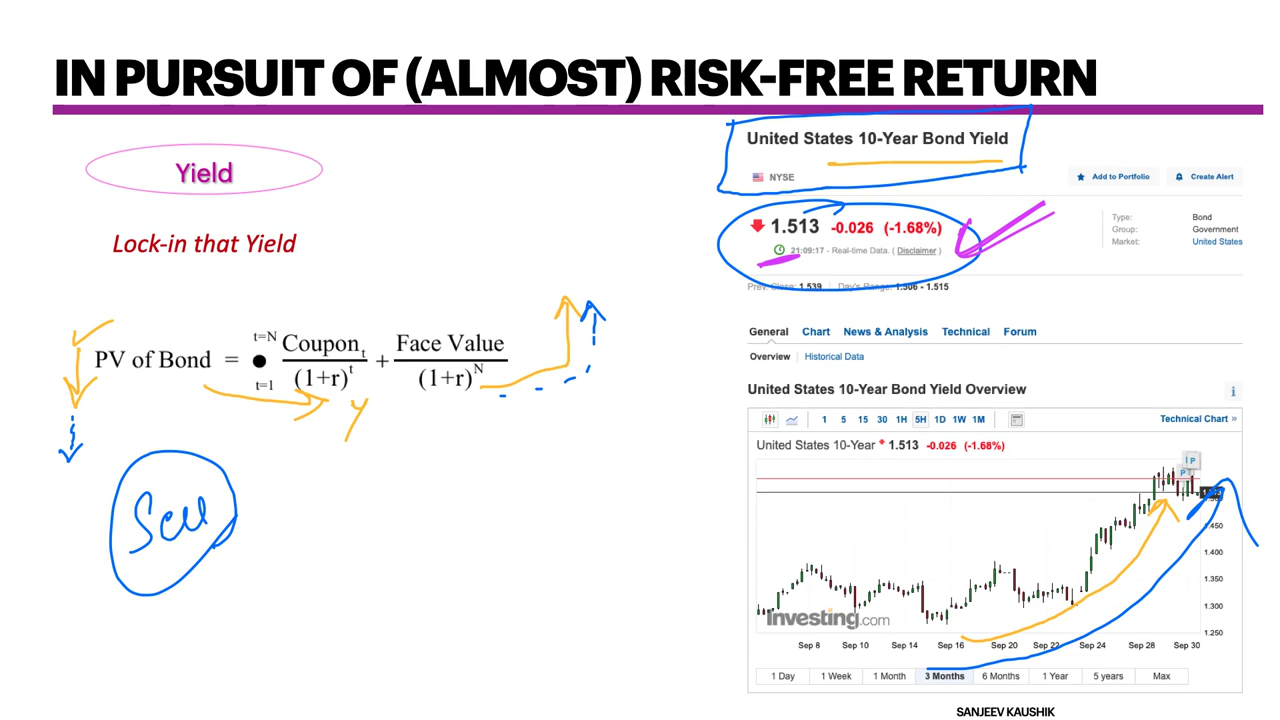 IN PURSUIT OF (ALMOST) RISK-FREE RETURN
Yield
Lock-in that Yield
t=N
PV of Bond = ● Coupon t / (1+r)^t + Face Value / (1+r)^N
t=1
y
Sell
United States 10-Year Bond Yield
NYSE
Add to Portfolio
Create Alert
1.513 -0.026 (-1.68%)
21:09:17 - Real-time Data. ( Disclaimer )
Type: Bond
Group: Government
Market: United States
Prev. Close: 1.539 Day's Range: 1.506 - 1.515
General Chart News & Analysis Technical Forum
Overview Historical Data
United States 10-Year Bond Yield Overview
i
1 5 15 30 1H 5H 1D 1W 1M
Technical Chart »
United States 10-Year 1.513 -0.026 (-1.68%)
P
P
1.450
1.400
1.350
1.300
1.250
Investing.com
Sep 8 Sep 10 Sep 14 Sep 16 Sep 20 Sep 22 Sep 24 Sep 28 Sep 30
1 Day 1 Week 1 Month 3 Months 6 Months 1 Year 5 years Max
SANJEEV KAUSHIK